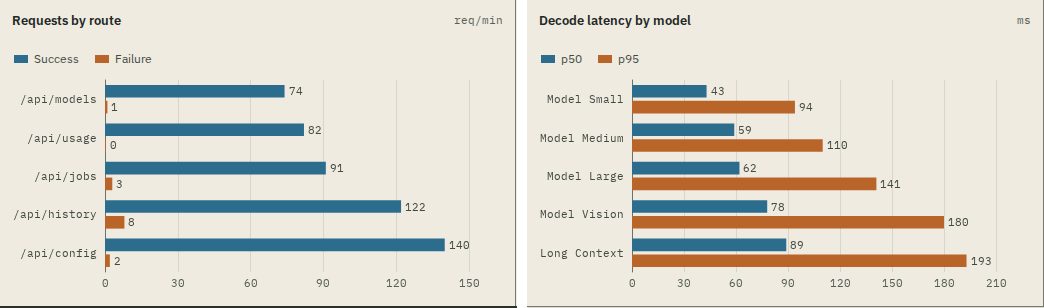 Requests by route
req/min
Success Failure
/api/models
74
1
/api/usage
82
0
/api/jobs
91
3
/api/history
122
8
/api/config
140
2
0 30 60 90 120 150
Decode latency by model
ms
p50 p95
Model Small
43
94
Model Medium
59
110
Model Large
62
141
Model Vision
78
180
Long Context
89
193
0 30 60 90 120 150 180 210